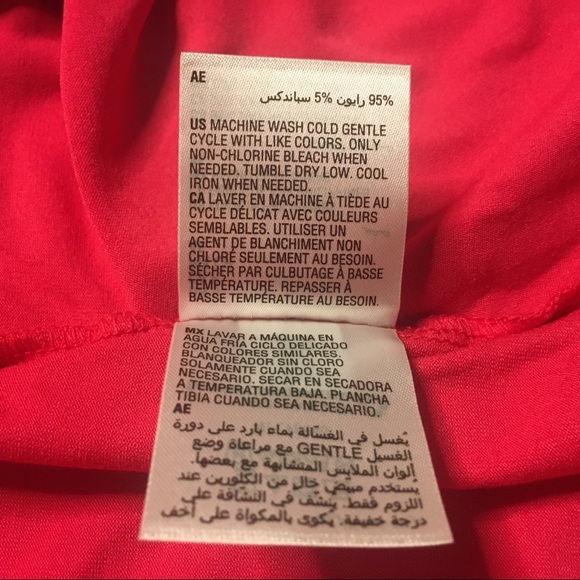 AE
95% رايون 5% سباندكس
US MACHINE WASH COLD GENTLE
CYCLE WITH LIKE COLORS. ONLY
NON-CHLORINE BLEACH WHEN
NEEDED. TUMBLE DRY LOW. COOL
IRON WHEN NEEDED.
CA LAVER EN MACHINE À TIÈDE AU
CYCLE DÉLICAT AVEC COULEURS
SEMBLABLES. UTILISER UN
AGENT DE BLANCHIMENT NON
CHLORÉ SEULEMENT AU BESOIN.
SÉCHER PAR CULBUTAGE À BASSE
TEMPÉRATURE. REPASSER À
BASSE TEMPÉRATURE AU BESOIN.
MX LAVAR A MÁQUINA EN
AGUA FRÍA CICLO DELICADO
CON COLORES SIMILARES.
BLANQUEADOR SIN CLORO
SOLAMENTE CUANDO SEA
NECESARIO. SECAR EN SECADORA
A TEMPERATURA BAJA. PLANCHA
TIBIA CUANDO SEA NECESARIO.
AE
يُغسل في الغسّالة بماء بارد على دورة
الغسيل GENTLE مع مراعاة وضع
ألوان الملابس المتشابهة مع بعضها.
يُستخدم مبيض خال من الكلورين عند
اللزوم فقط. يُنشّف في النشّافة على
درجة خفيفة. يكوى بالمكواة على أخف